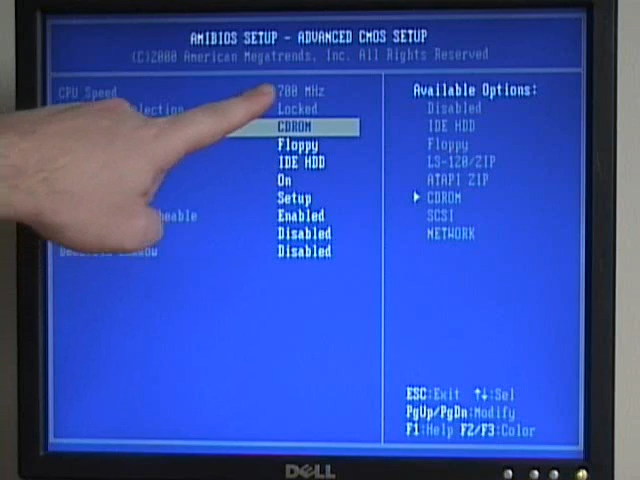 AMIBIOS SETUP - ADVANCED CMOS SETUP
(C)2000 American Megatrends, Inc. All Rights Reserved
CPU Speed 700 MHz
Locked
CDROM
Floppy
IDE HDD
On
Setup
Enabled
Disabled
Disabled
Available Options:
Disabled
IDE HDD
Floppy
LS-120/ZIP
ATAPI ZIP
CDROM
SCSI
NETWORK
ESC:Exit ↑↓:Sel
PgUp/PgDn:Modify
F1:Help F2/F3:Color
DELL